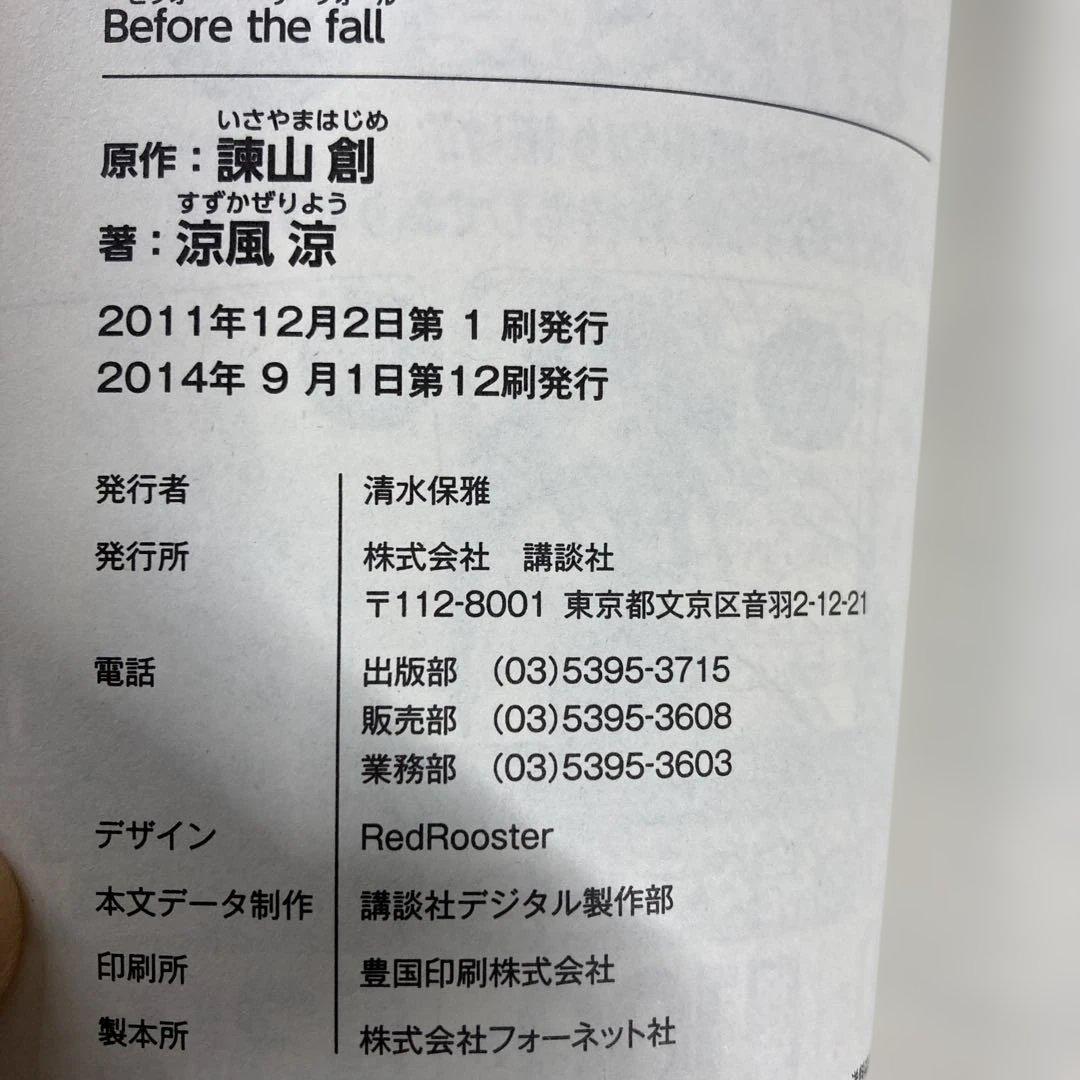 Before the fall
いさやまはじめ
原作：諫山 創
すずかぜりよう
著：涼風 涼
2011年12月2日第 1 刷発行
2014年 9 月1日第12刷発行
発行者 清水保雅
発行所 株式会社　講談社
〒112-8001 東京都文京区音羽2-12-21
電話 出版部 (03)5395-3715
販売部 (03)5395-3608
業務部 (03)5395-3603
デザイン RedRooster
本文データ制作 講談社デジタル製作部
印刷所 豊国印刷株式会社
製本所 株式会社フォーネット社